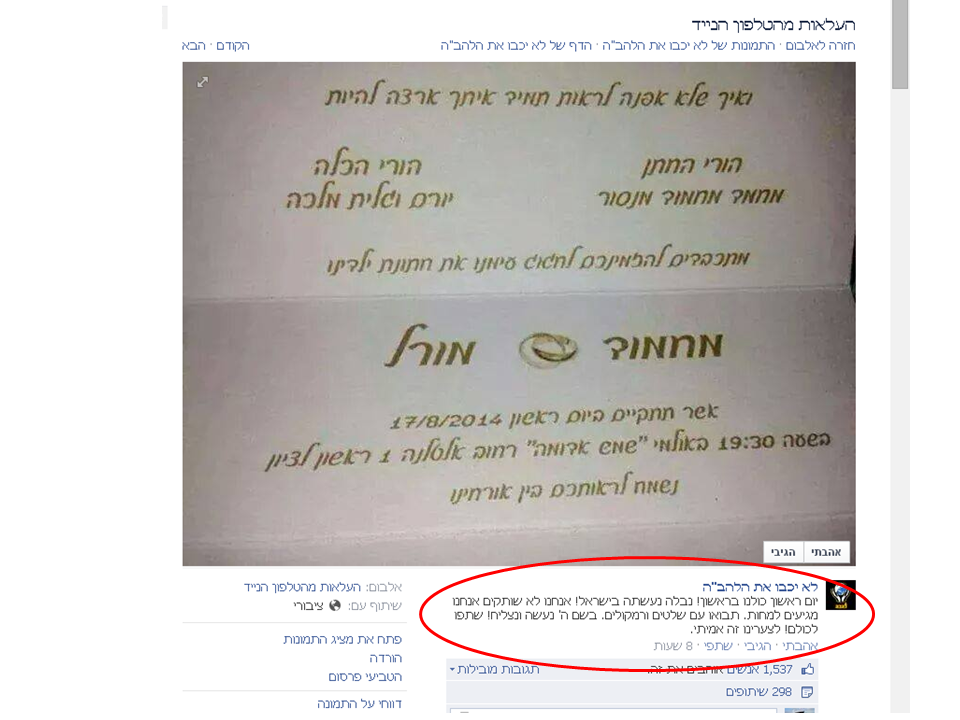 העלאות מהטלפון הנייד
חזרה לאלבום · התמונות של לא יכבו את הלהב"ה · הדף של לא יכבו את הלהב"ה
הקודם · הבא
ואיך שלא אפנה לראות תמיד איתך ארצה להיות
הורי החתן
הורי הכלה
מחמד מחמוד מנסור
יורם וגלית מלכה
מתכבדים להזמינכם לחגוג עימנו את חתונת ילדינו
מחמוד מורל
אשר תתקיים ביום ראשון 17/8/2014
בשעה 19:30 באולמי "שמש אדומה" רחוב אלטלנה 1 ראשון לציון
נשמח לראותכם בין אורחינו
אהבתי הגיבי
לא יכבו את הלהב"ה
יום ראשון כולנו בראשון! נבלה נעשתה בישראל! אנחנו לא שותקים אנחנו
מגיעים למחות. תבואו עם שלטים ורמקולים. בשם ה' נעשה ונצליח! שתפו
לכולם! לצערינו זה אמיתי.
אהבתי · הגיבי · שתפי · 8 שעות
1,537 אנשים אוהבים את זה.
תגובות מובילות
298 שיתופים
אלבום: העלאות מהטלפון הנייד
שיתוף עם: ציבורי
פתח את מציג התמונות
הורדה
הטביעי פרסום
דווחי על התמונה